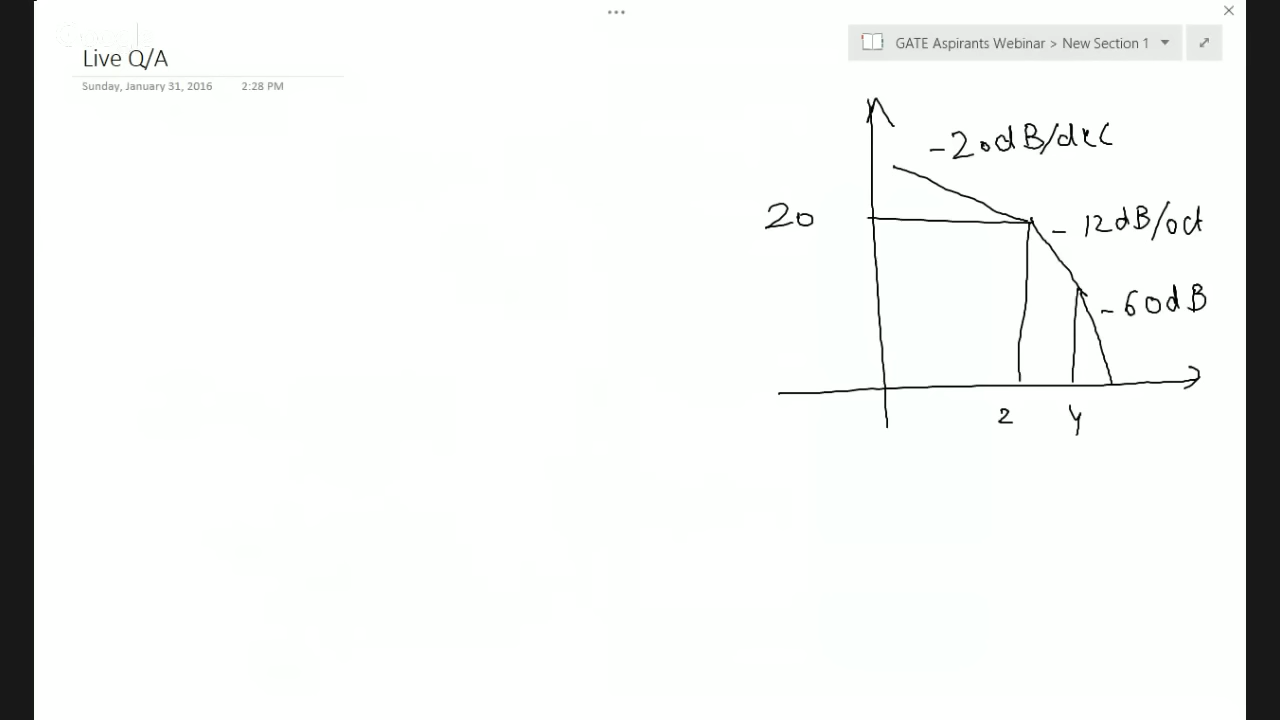 Live Q/A
Sunday, January 31, 2016 2:28 PM
GATE Aspirants Webinar > New Section 1
-20dB/dec
20
-12dB/oct
-60dB
2
4